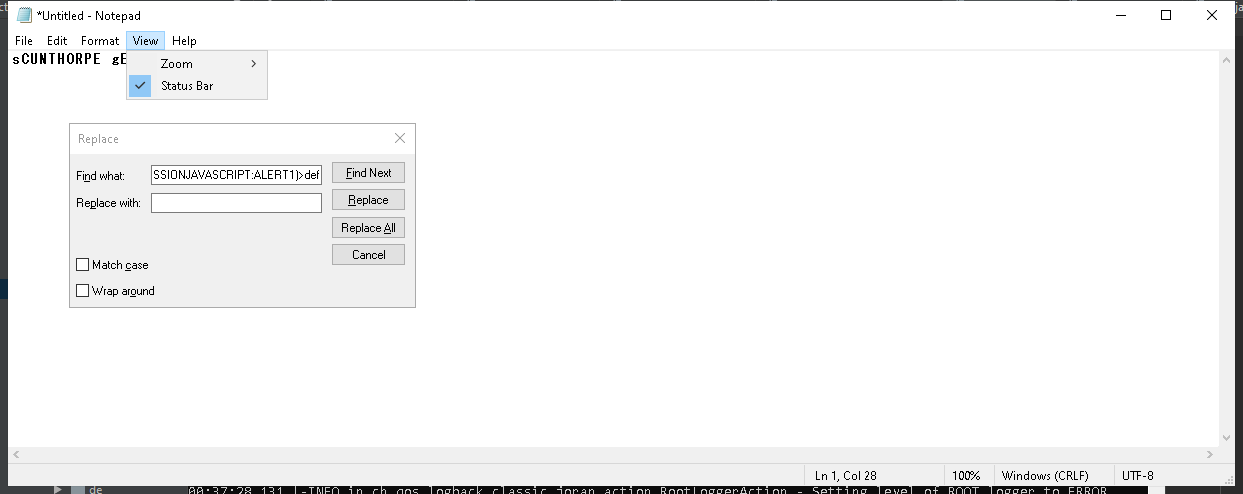 *Untitled - Notepad
File Edit Format View Help
sCUNTHORPE
Zoom
Status Bar
Replace
Find what: SSIONJAVASCRIPT:ALERT1)>def Find Next
Replace with: Replace
Replace All
Cancel
Match case
Wrap around
Ln 1, Col 28 100% Windows (CRLF) UTF-8
de 00:37:28,131 |-INFO in ch.qos.logback.classic.joran.action.RootLoggerAction - Setting level of ROOT logger to ERROR